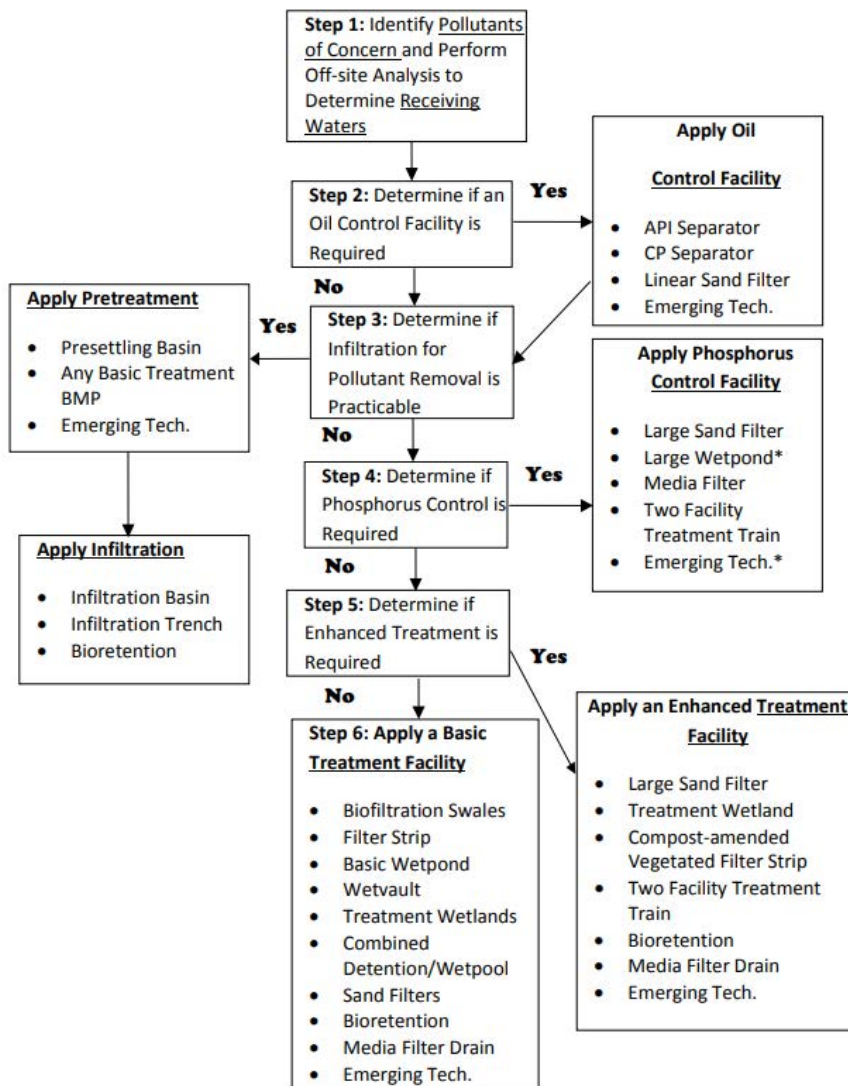 Step 1: Identify Pollutants
of Concern and Perform
Off-site Analysis to
Determine Receiving
Waters
Step 2: Determine if an
Oil Control Facility is
Required
Yes
Apply Oil
Control Facility
• API Separator
• CP Separator
• Linear Sand Filter
• Emerging Tech.
No
Step 3: Determine if
Infiltration for
Pollutant Removal is
Practicable
Yes
Apply Pretreatment
• Presettling Basin
• Any Basic Treatment
BMP
• Emerging Tech.
Apply Infiltration
• Infiltration Basin
• Infiltration Trench
• Bioretention
No
Step 4: Determine if
Phosphorus Control is
Required
Yes
Apply Phosphorus
Control Facility
• Large Sand Filter
• Large Wetpond*
• Media Filter
• Two Facility
Treatment Train
• Emerging Tech.*
No
Step 5: Determine if
Enhanced Treatment is
Required
Yes
Apply an Enhanced Treatment
Facility
• Large Sand Filter
• Treatment Wetland
• Compost-amended
Vegetated Filter Strip
• Two Facility Treatment
Train
• Bioretention
• Media Filter Drain
• Emerging Tech.
No
Step 6: Apply a Basic
Treatment Facility
• Biofiltration Swales
• Filter Strip
• Basic Wetpond
• Wetvault
• Treatment Wetlands
• Combined
Detention/Wetpool
• Sand Filters
• Bioretention
• Media Filter Drain
• Emerging Tech.